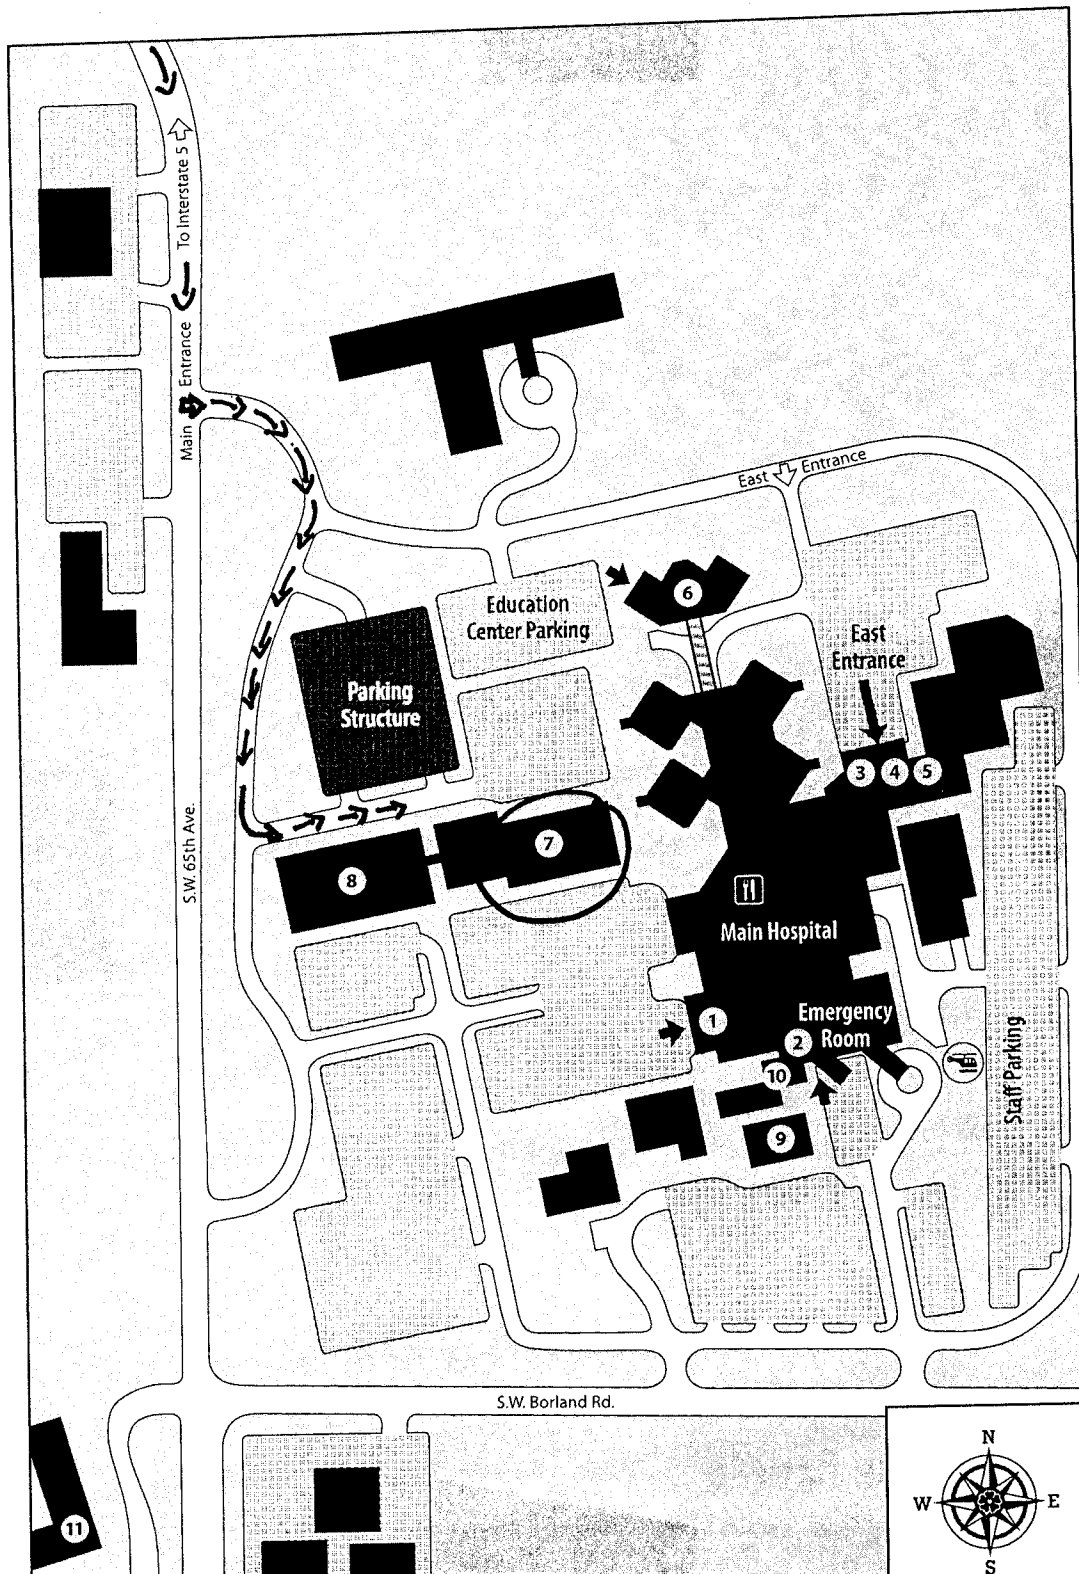 To Interstate 5
Main Entrance
East Entrance
6
Education
Center Parking
East
Entrance
Parking
Structure
3
4
5
S.W. 65th Ave.
7
8
Main Hospital
1
Emergency
Room
2
10
Staff Parking
9
S.W. Borland Rd.
N
W
E
S
11